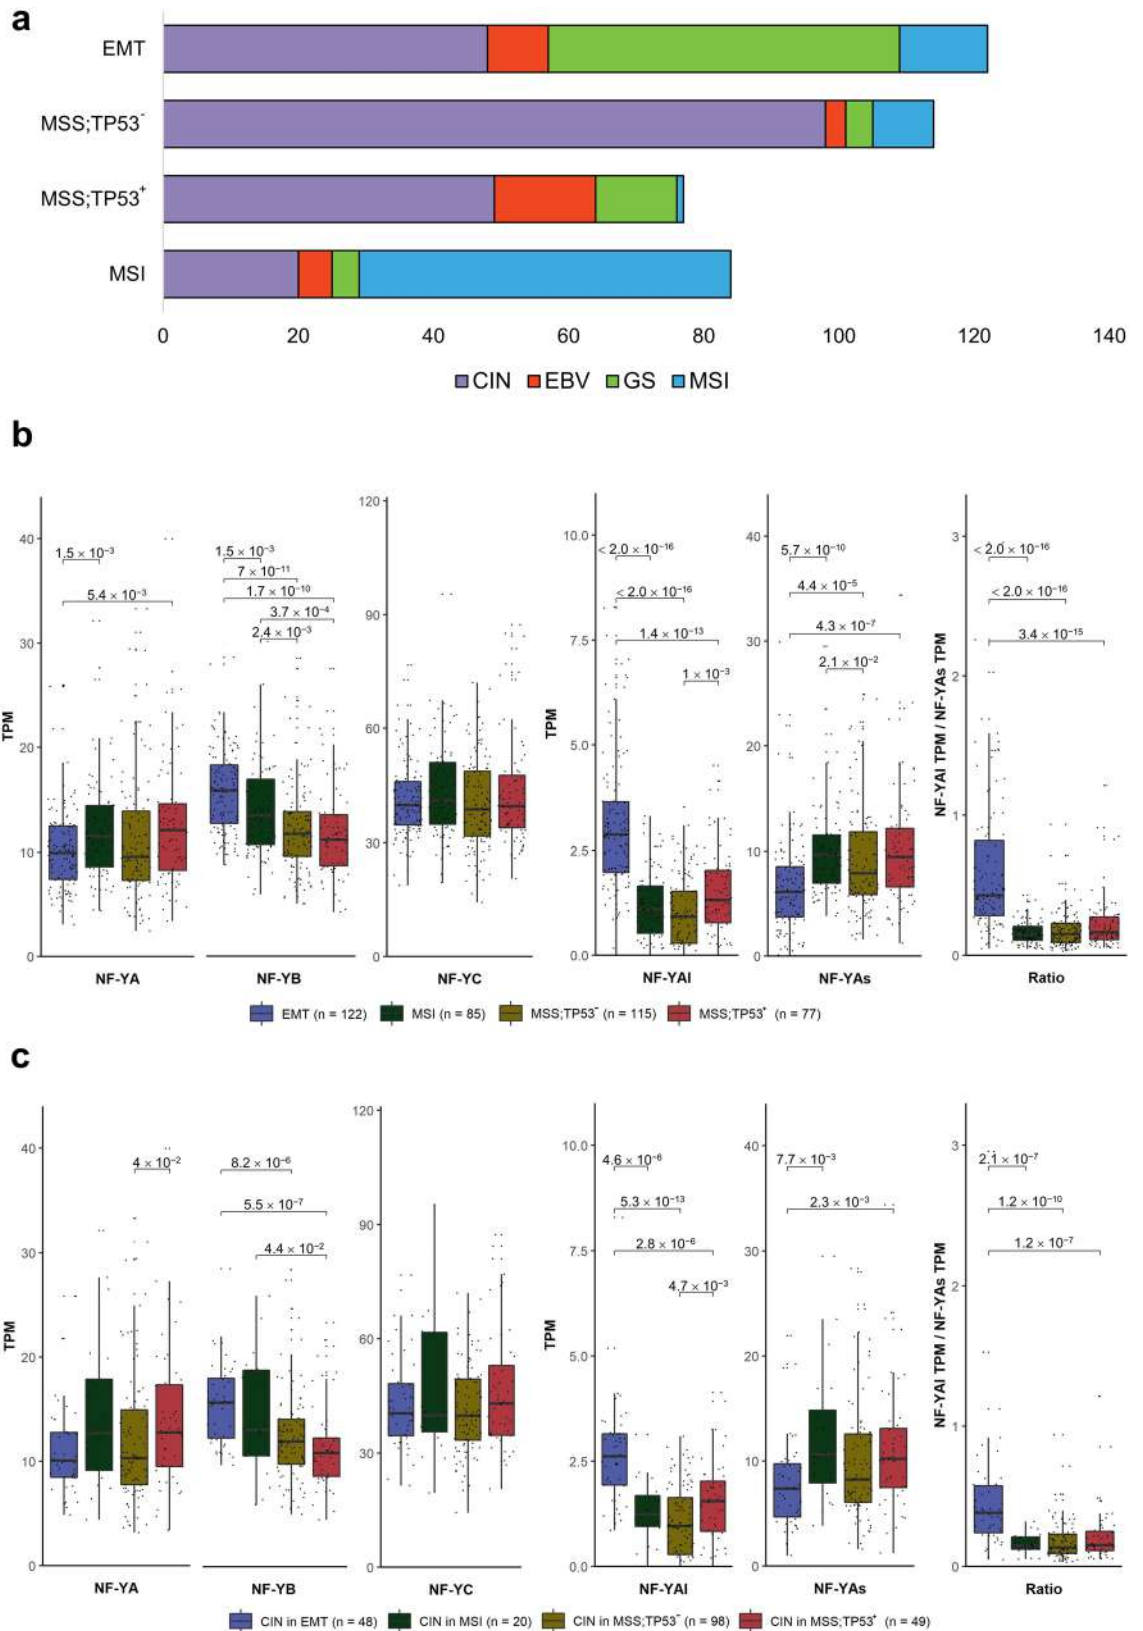 a
EMT
MSS;TP53⁻
MSS;TP53⁺
MSI
0 20 40 60 80 100 120 140
CIN EBV GS MSI
b
TPM
40
30
20
10
0
1.5 × 10⁻³
5.4 × 10⁻³
NF-YA
1.5 × 10⁻³
7 × 10⁻¹¹
1.7 × 10⁻¹⁰
3.7 × 10⁻⁴
2.4 × 10⁻³
NF-YB
120
90
60
30
0
NF-YC
TPM
10.0
7.5
5.0
2.5
0.0
< 2.0 × 10⁻¹⁶
< 2.0 × 10⁻¹⁶
1.4 × 10⁻¹³
1 × 10⁻³
NF-YAl
40
30
20
10
0
5.7 × 10⁻¹⁰
4.4 × 10⁻⁵
4.3 × 10⁻⁷
2.1 × 10⁻²
NF-YAs
NF-YAl TPM / NF-YAs TPM
3
2
1
0
< 2.0 × 10⁻¹⁶
< 2.0 × 10⁻¹⁶
3.4 × 10⁻¹⁵
Ratio
EMT (n = 122) MSI (n = 85) MSS;TP53⁻ (n = 115) MSS;TP53⁺ (n = 77)
c
TPM
40
30
20
10
0
4 × 10⁻²
NF-YA
8.2 × 10⁻⁶
5.5 × 10⁻⁷
4.4 × 10⁻²
NF-YB
120
90
60
30
0
NF-YC
TPM
10.0
7.5
5.0
2.5
0.0
4.6 × 10⁻⁶
5.3 × 10⁻¹³
2.8 × 10⁻⁶
4.7 × 10⁻³
NF-YAl
40
30
20
10
0
7.7 × 10⁻³
2.3 × 10⁻³
NF-YAs
NF-YAl TPM / NF-YAs TPM
3
2
1
0
2.1 × 10⁻⁷
1.2 × 10⁻¹⁰
1.2 × 10⁻⁷
Ratio
CIN in EMT (n = 48) CIN in MSI (n = 20) CIN in MSS;TP53⁻ (n = 98) CIN in MSS;TP53⁺ (n = 49)